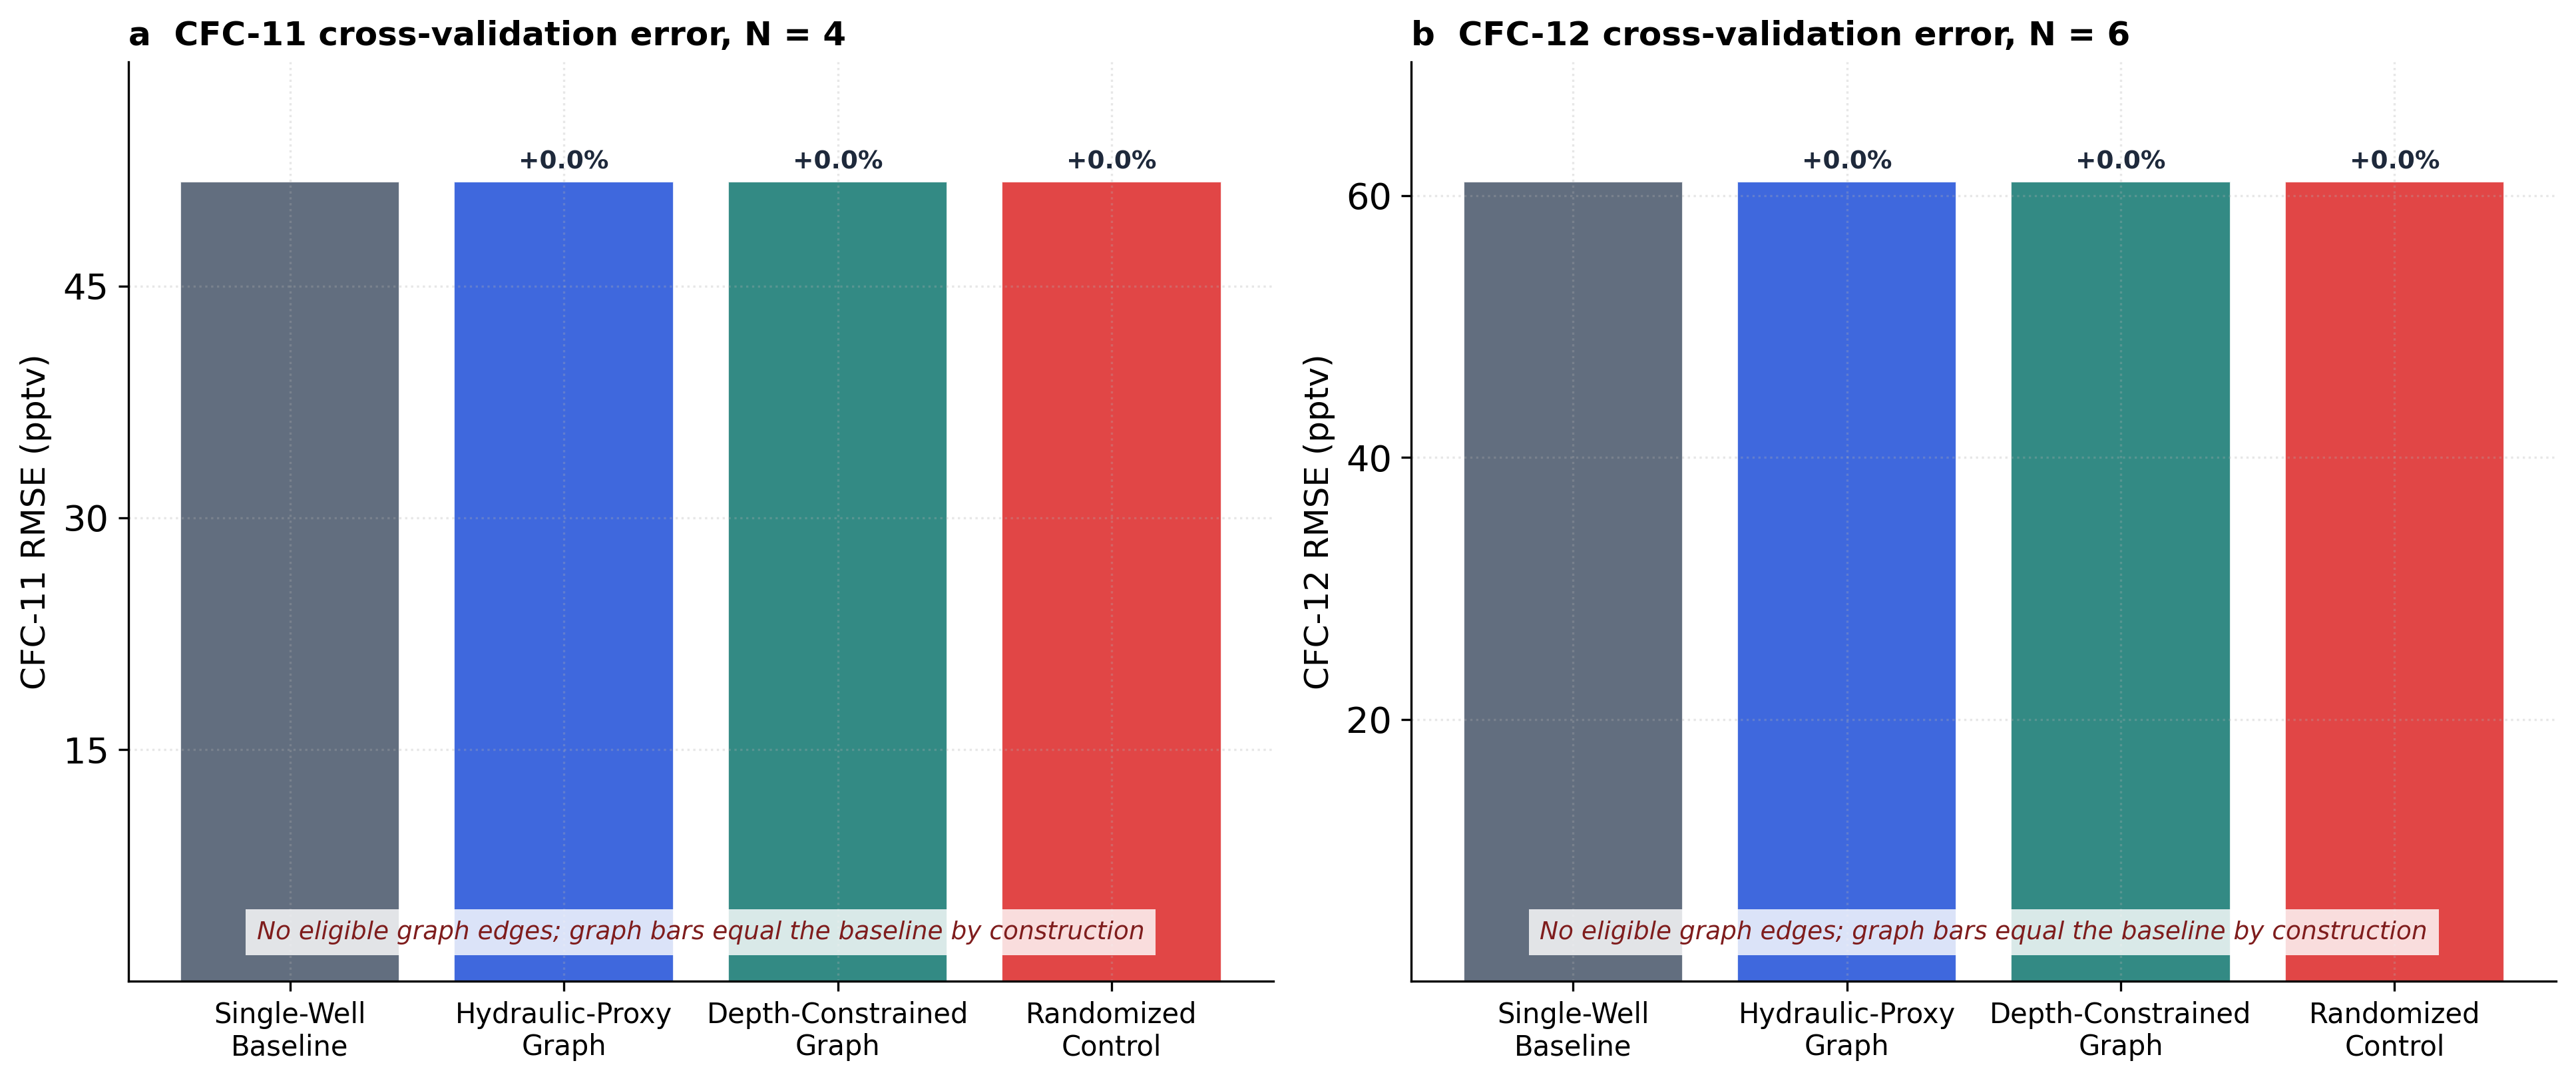 a CFC-11 cross-validation error, N = 4
CFC-11 RMSE (pptv)
45
30
15
+0.0%
+0.0%
+0.0%
No eligible graph edges; graph bars equal the baseline by construction
Single-Well
Baseline
Hydraulic-Proxy
Graph
Depth-Constrained
Graph
Randomized
Control
b CFC-12 cross-validation error, N = 6
CFC-12 RMSE (pptv)
60
40
20
+0.0%
+0.0%
+0.0%
No eligible graph edges; graph bars equal the baseline by construction
Single-Well
Baseline
Hydraulic-Proxy
Graph
Depth-Constrained
Graph
Randomized
Control